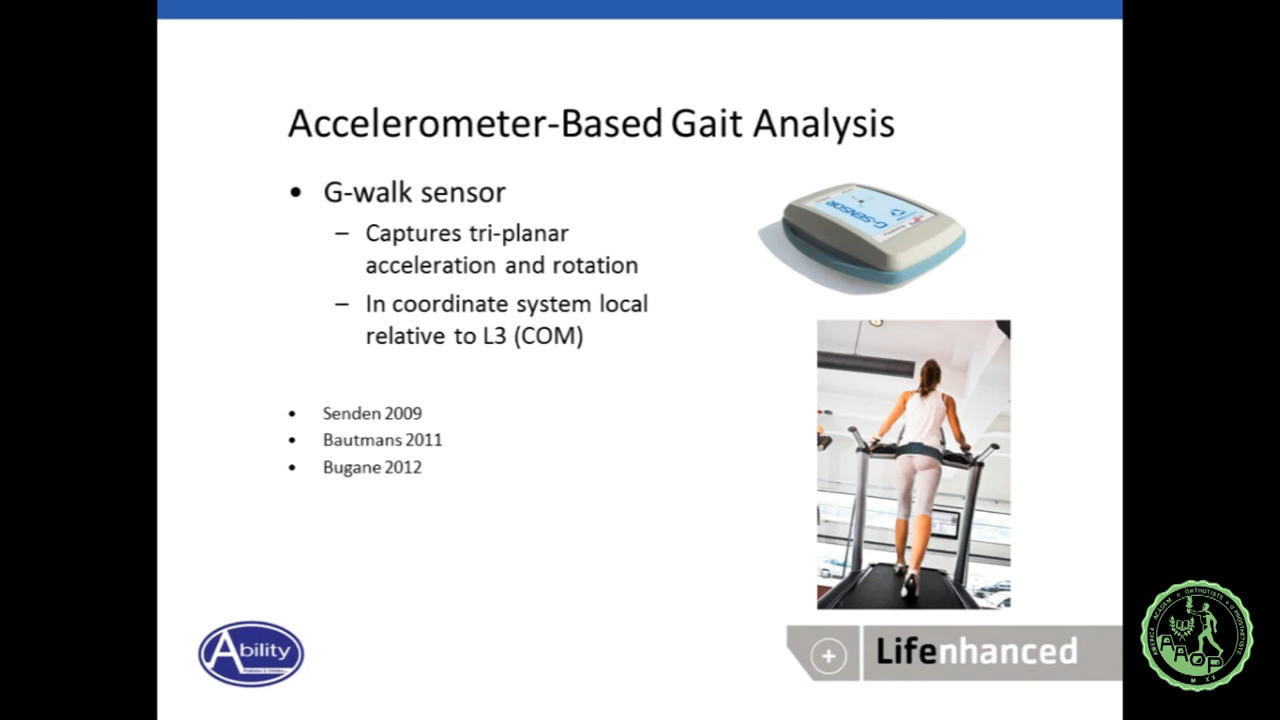 Accelerometer-Based Gait Analysis
• G-walk sensor
– Captures tri-planar
acceleration and rotation
– In coordinate system local
relative to L3 (COM)
• Senden 2009
• Bautmans 2011
• Bugane 2012
G-SENSOR
Ability
Lifenhanced
AAOP